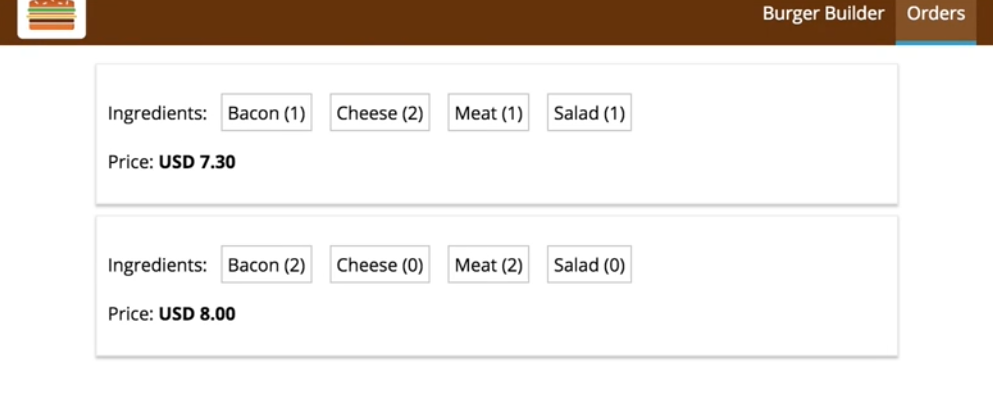 Burger Builder Orders
Ingredients: Bacon (1) Cheese (2) Meat (1) Salad (1)
Price: USD 7.30
Ingredients: Bacon (2) Cheese (0) Meat (2) Salad (0)
Price: USD 8.00